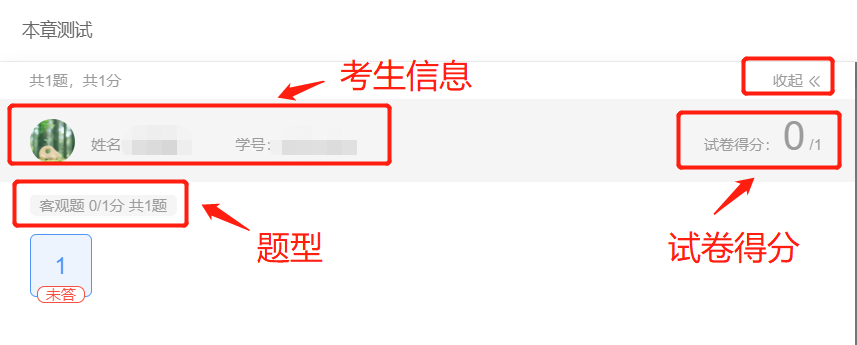 本章测试
共1题，共1分
考生信息
收起
姓名
学号：
试卷得分：0/1
客观题 0/1分 共1题
题型
试卷得分
1
未答